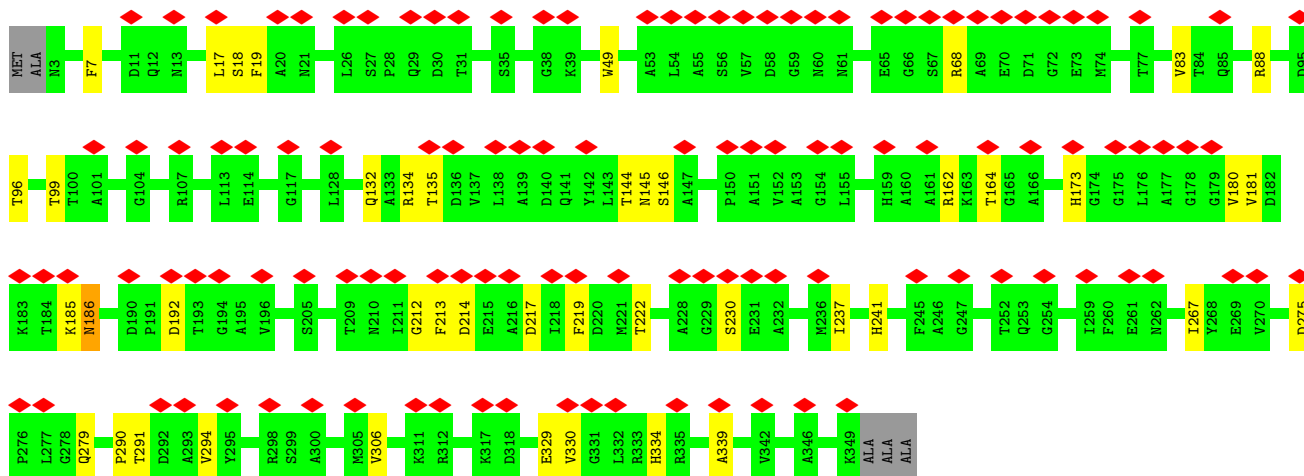 MET ALA N3 F7 D11 Q12 N13 L17 S18 F19 A20 N21 L26 S27 P28 Q29 D30 T31 S35 G38 K39 W49 A53 L54 A55 S56 V57 D58 G59 N60 N61 E65 G66 S67 R68 A69 E70 D71 G72 E73 M74 T77 V83 T84 Q85 R88 D95
T96 T99 T100 A101 G104 R107 L113 E114 G117 L128 Q132 A133 R134 T135 D136 V137 L138 A139 D140 Q141 Y142 L143 T144 N145 S146 A147 P150 A151 V152 A153 G154 L155 H159 A160 A161 R162 K163 T164 G165 A166 H173 G174 G175 L176 A177 G178 G179 V180 V181 D182
K183 T184 K185 N186 D190 P191 D192 T193 G194 A195 V196 S205 T209 N210 I211 G212 F213 D214 E215 A216 D217 I218 F219 D220 M221 T222 A228 G229 S230 E231 A232 M236 I237 H241 F245 A246 G247 T252 Q253 G254 I259 F260 E261 N262 I267 Y268 E269 V270 D275
P276 L277 G278 Q279 P290 T291 D292 A293 V294 Y295 R298 S299 A300 M305 V306 K311 R312 K317 D318 E329 V330 G331 L332 R333 H334 R335 A339 V342 A346 K349 ALA ALA ALA